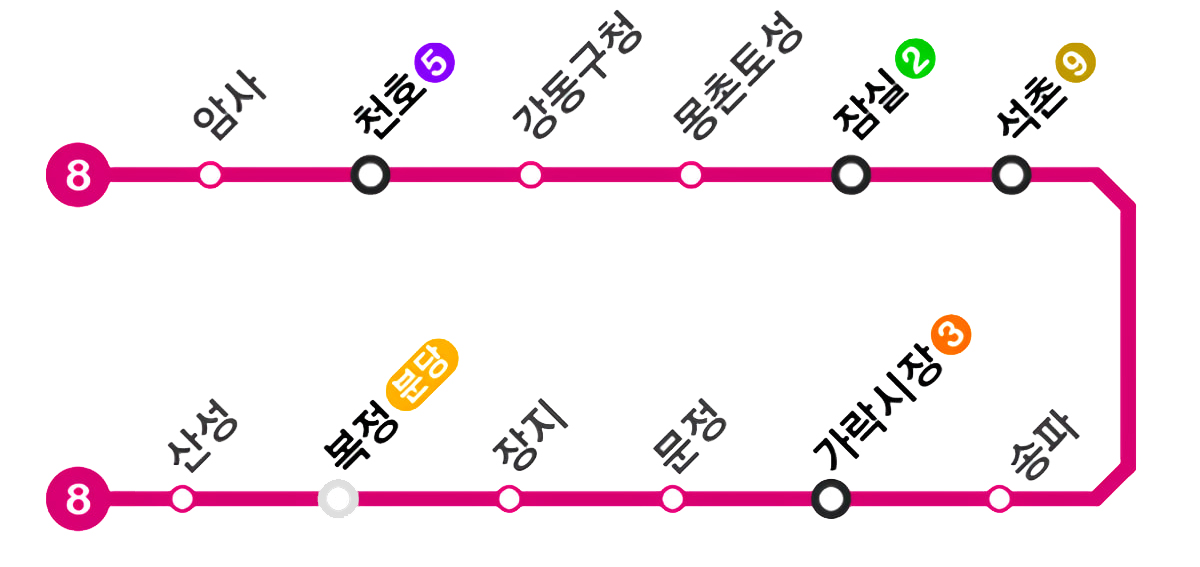 8
암사
천호 5
강동구청
몽촌토성
잠실 2
석촌 9
8
산성
복정 분당
장지
문정
가락시장 3
송파